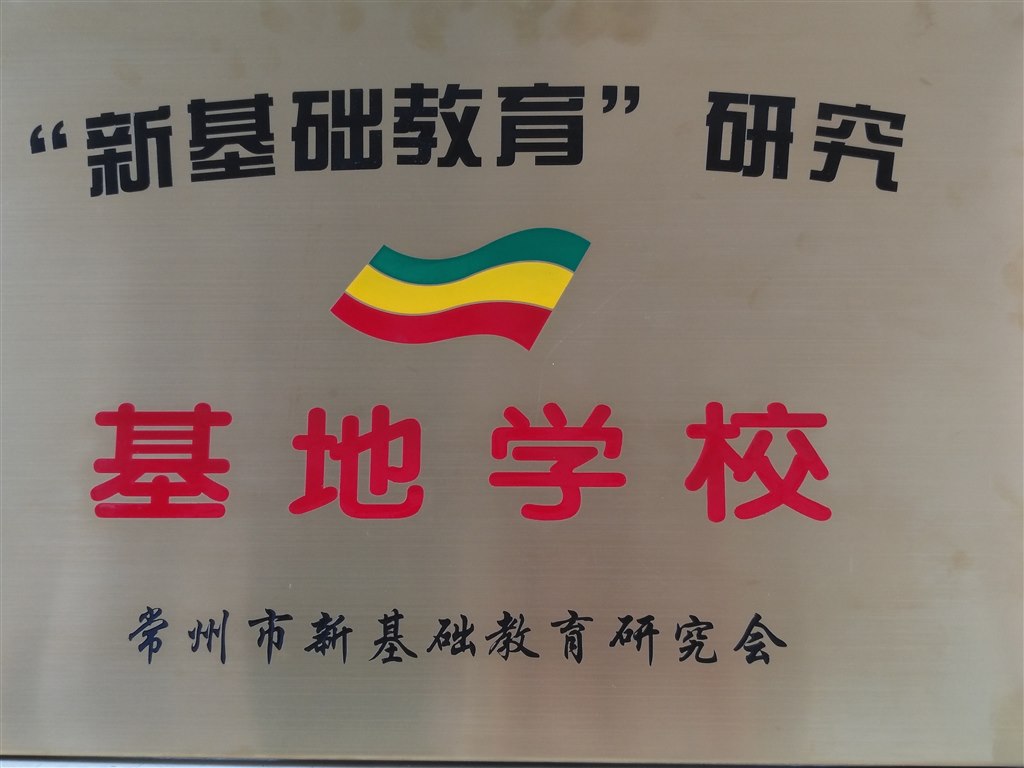 “新基础教育” 研究
基地学校
常州市新基础教育研究会